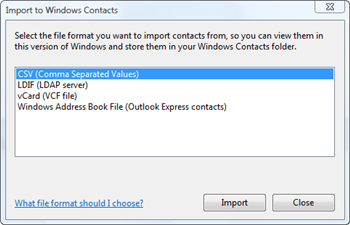 Import to Windows Contacts
Select the file format you want to import contacts from, so you can view them in
this version of Windows and store them in your Windows Contacts folder.
CSV (Comma Separated Values)
LDIF (LDAP server)
vCard (VCF file)
Windows Address Book File (Outlook Express contacts)
What file format should I choose?
Import
Close